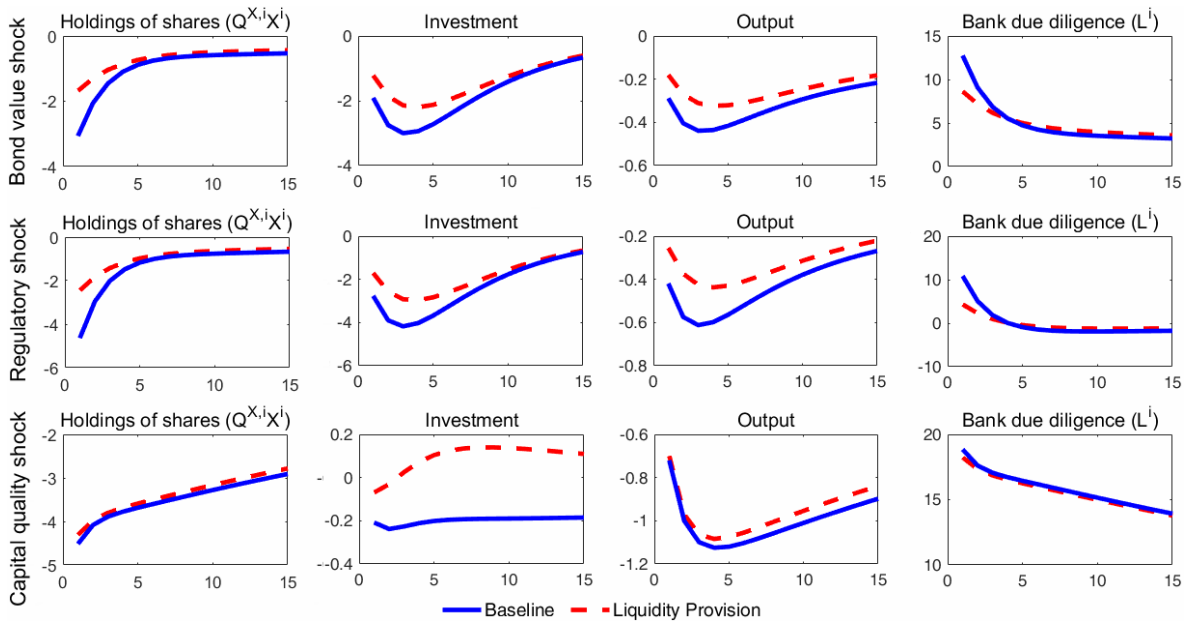 Holdings of shares (Q^{X,i}X^i) Investment Output Bank due diligence (L^i)
Bond value shock
0 -2 -4
0 5 10 15
0 -2 -4
0 5 10 15
0 -0.2 -0.4 -0.6
0 5 10 15
15 10 5 0
0 5 10 15
Holdings of shares (Q^{X,i}X^i) Investment Output Bank due diligence (L^i)
Regulatory shock
0 -2 -4 -6
0 5 10 15
0 -2 -4 -6
0 5 10 15
-0.2 -0.4 -0.6 -0.8
0 5 10 15
20 10 0 -10
0 5 10 15
Holdings of shares (Q^{X,i}X^i) Investment Output Bank due diligence (L^i)
Capital quality shock
-2 -3 -4 -5
0 5 10 15
0.2 0 -0.2 -0.4
0 5 10 15
-0.6 -0.8 -1 -1.2
0 5 10 15
20 15 10
0 5 10 15
Baseline Liquidity Provision